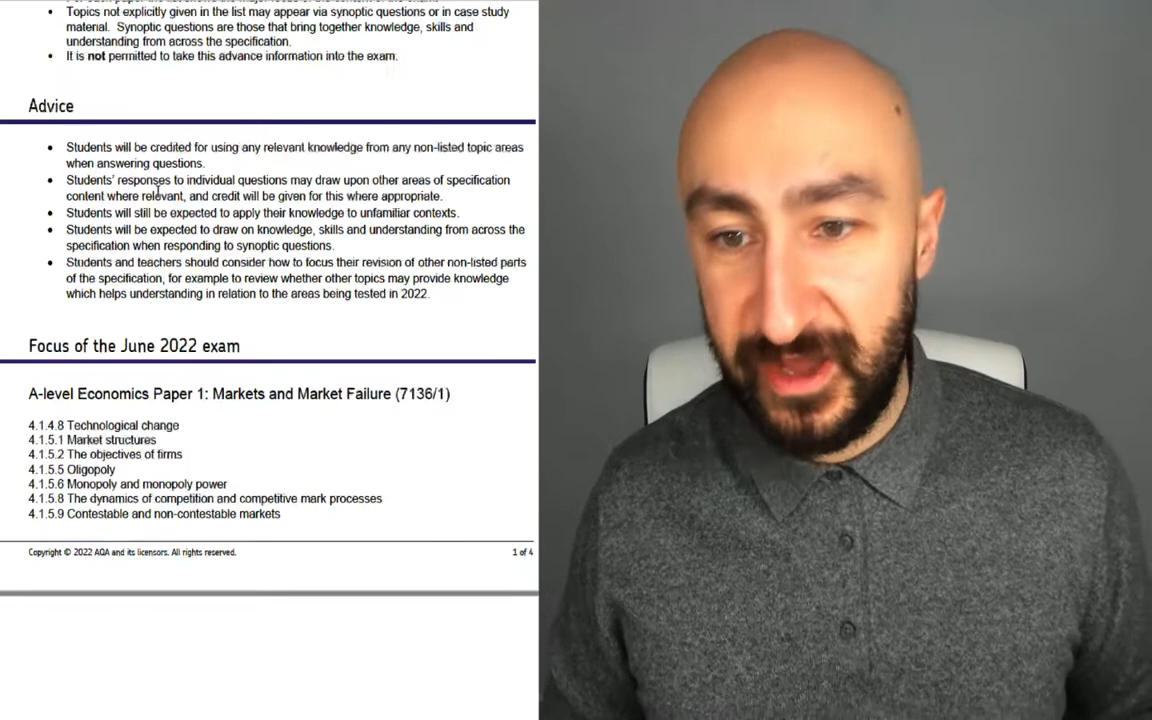 Topics not explicitly given in the list may appear via synoptic questions or in case study
material. Synoptic questions are those that bring together knowledge, skills and
understanding from across the specification.
It is not permitted to take this advance information into the exam.
Advice
Students will be credited for using any relevant knowledge from any non-listed topic areas
when answering questions.
Students' responses to individual questions may draw upon other areas of specification
content where relevant, and credit will be given for this where appropriate.
Students will still be expected to apply their knowledge to unfamiliar contexts.
Students will be expected to draw on knowledge, skills and understanding from across the
specification when responding to synoptic questions.
Students and teachers should consider how to focus their revision of other non-listed parts
of the specification, for example to review whether other topics may provide knowledge
which helps understanding in relation to the areas being tested in 2022.
Focus of the June 2022 exam
A-level Economics Paper 1: Markets and Market Failure (7136/1)
4.1.4.8 Technological change
4.1.5.1 Market structures
4.1.5.2 The objectives of firms
4.1.5.5 Oligopoly
4.1.5.6 Monopoly and monopoly power
4.1.5.8 The dynamics of competition and competitive mark processes
4.1.5.9 Contestable and non-contestable markets
Copyright © 2022 AQA and its licensors. All rights reserved.
1 of 4